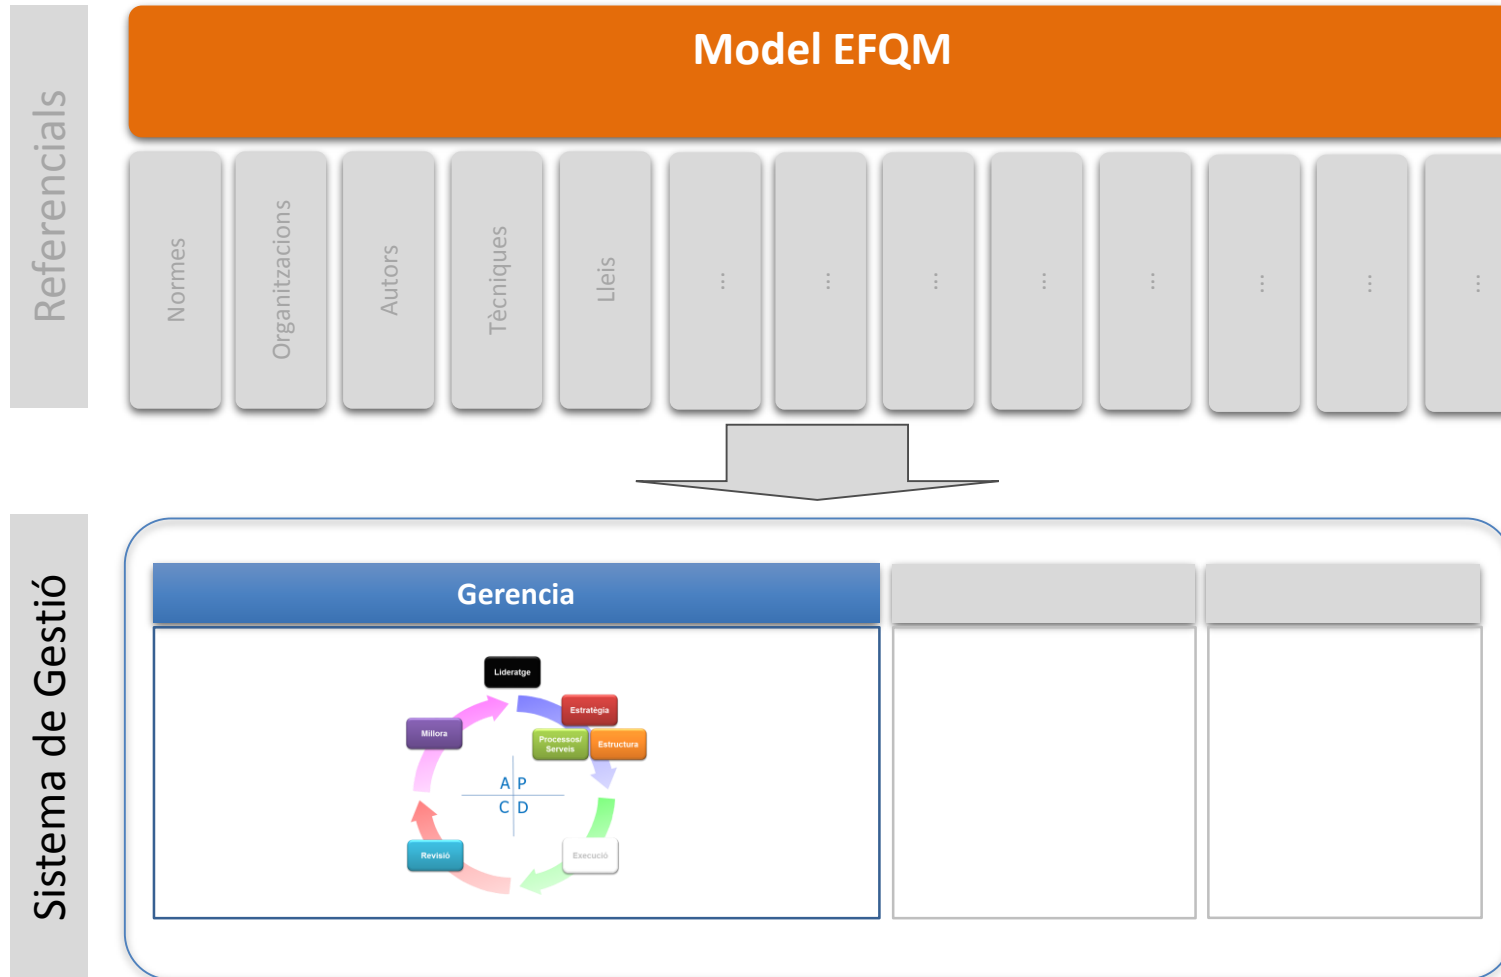 Referencials
Model EFQM
Normes
Organitzacions
Autors
Tècniques
Lleis
...
...
...
...
...
...
...
...
Sistema de Gestió
Gerencia
Lideratge
Estratègia
Processos/
Serveis
Estructura
Millora
A P
C D
Revisió
Execució